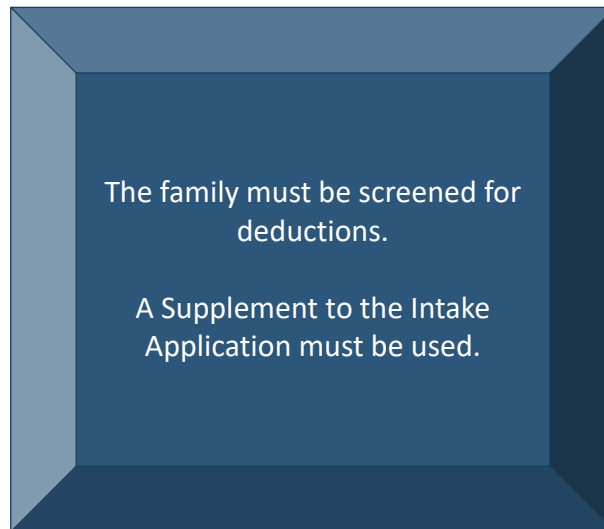 The family must be screened for
deductions.
A Supplement to the Intake
Application must be used.